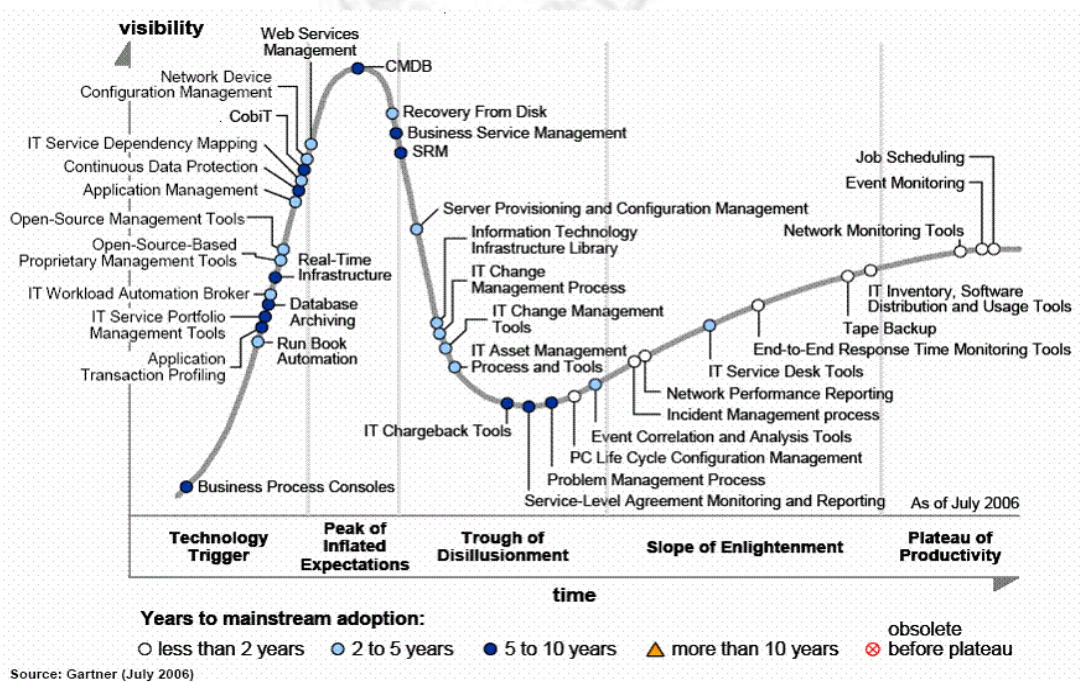 visibility
Web Services
Management
CMDB
Network Device
Configuration Management
CobiT
IT Service Dependency Mapping
Continuous Data Protection
Application Management
Open-Source Management Tools
Open-Source-Based
Proprietary Management Tools
Real-Time
Infrastructure
IT Workload Automation Broker
Database
Archiving
IT Service Portfolio
Management Tools
Run Book
Automation
Application
Transaction Profiling
Business Process Consoles
Recovery From Disk
Business Service Management
SRM
Server Provisioning and Configuration Management
Information Technology
Infrastructure Library
IT Change
Management Process
IT Change Management
Tools
IT Asset Management
Process and Tools
IT Chargeback Tools
Service-Level Agreement Monitoring and Reporting
Problem Management Process
PC Life Cycle Configuration Management
Event Correlation and Analysis Tools
Incident Management process
Network Performance Reporting
IT Service Desk Tools
End-to-End Response Time Monitoring Tools
Tape Backup
IT Inventory, Software
Distribution and Usage Tools
Network Monitoring Tools
Event Monitoring
Job Scheduling
As of July 2006
Technology
Trigger
Peak of
Inflated
Expectations
Trough of
Disillusionment
Slope of Enlightenment
Plateau of
Productivity
time
Years to mainstream adoption:
less than 2 years
2 to 5 years
5 to 10 years
more than 10 years
obsolete
before plateau
Source: Gartner (July 2006)